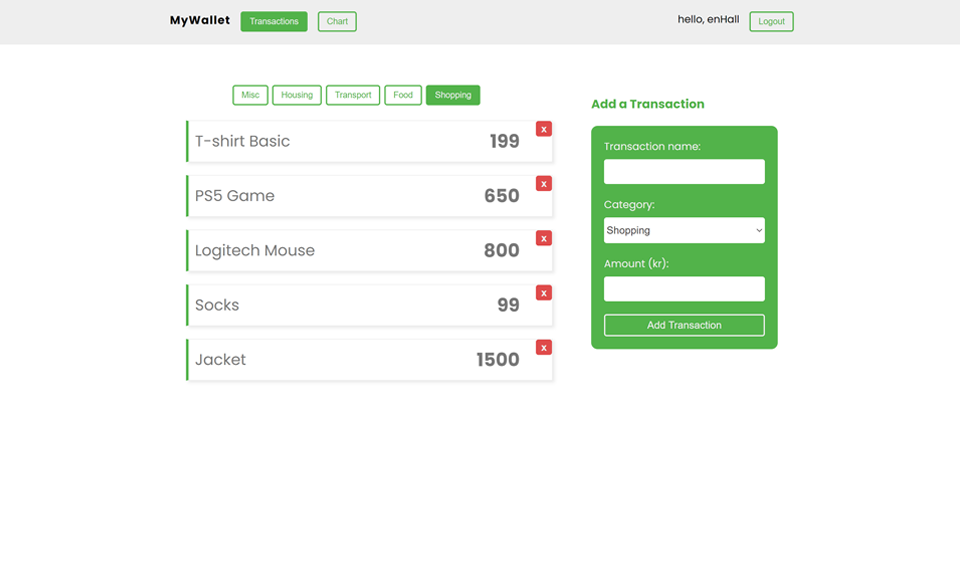 MyWallet Transactions Chart hello, enHall Logout
Misc Housing Transport Food Shopping
T-shirt Basic 199 x
PS5 Game 650 x
Logitech Mouse 800 x
Socks 99 x
Jacket 1500 x
Add a Transaction
Transaction name:
Category:
Shopping
Amount (kr):
Add Transaction